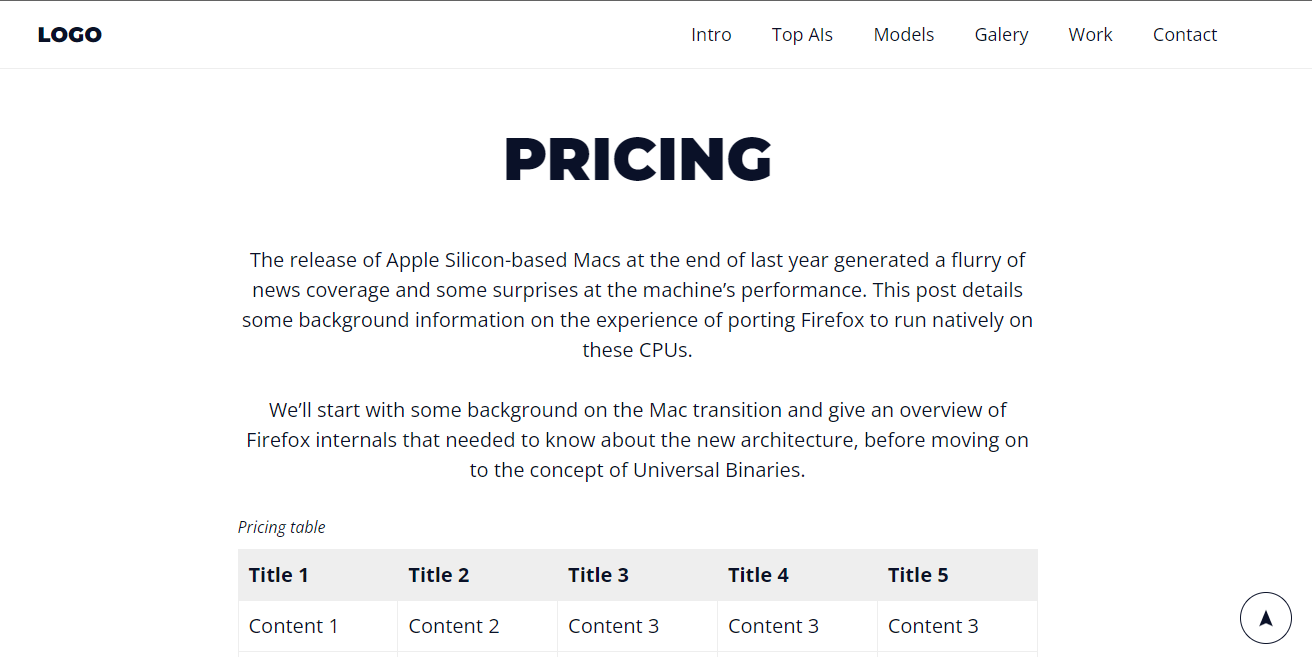 LOGO Intro Top AIs Models Galery Work Contact
PRICING
The release of Apple Silicon-based Macs at the end of last year generated a flurry of
news coverage and some surprises at the machine’s performance. This post details
some background information on the experience of porting Firefox to run natively on
these CPUs.
We’ll start with some background on the Mac transition and give an overview of
Firefox internals that needed to know about the new architecture, before moving on
to the concept of Universal Binaries.
Pricing table
Title 1 Title 2 Title 3 Title 4 Title 5
Content 1 Content 2 Content 3 Content 3 Content 3